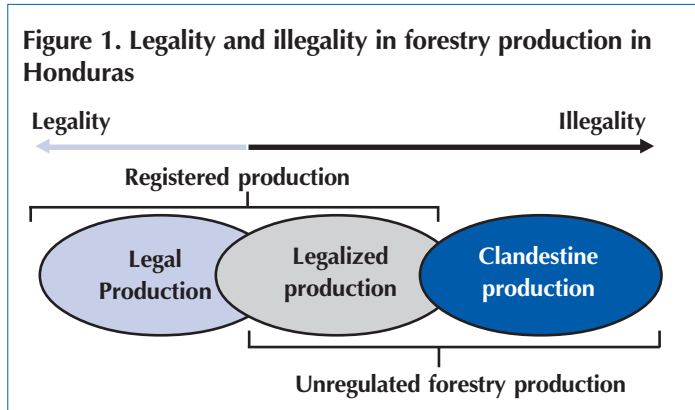 Figure 1. Legality and illegality in forestry production in
Honduras
Legality
Illegality
Registered production
Legal
Production
Legalized
production
Clandestine
production
Unregulated forestry production